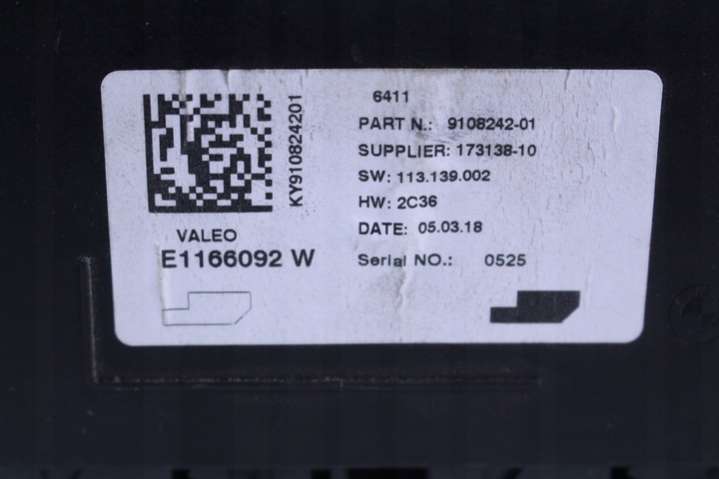 6411
PART N.: 9108242-01
SUPPLIER: 173138-10
SW: 113.139.002
HW: 2C36
DATE: 05.03.18
Serial NO.: 0525
KY910824201
VALEO
E1166092 W